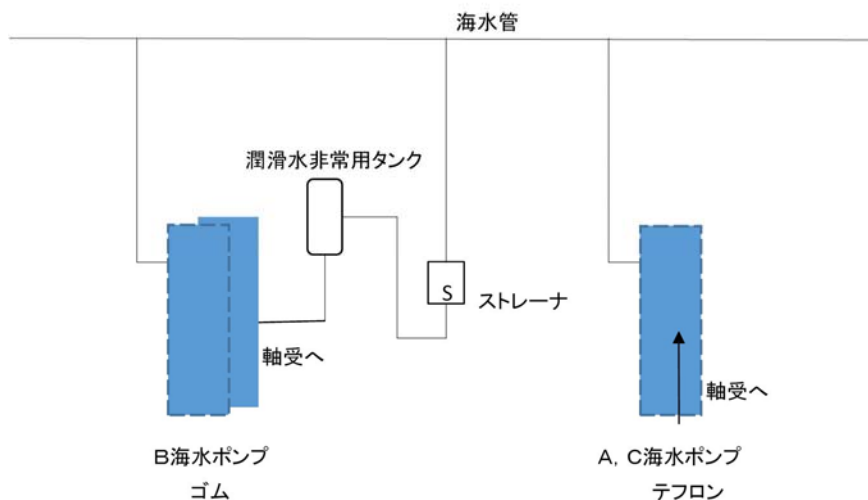 海水管
潤滑水非常用タンク
S
ストレーナ
軸受へ
軸受へ
B海水ポンプ
ゴム
A, C海水ポンプ
テフロン